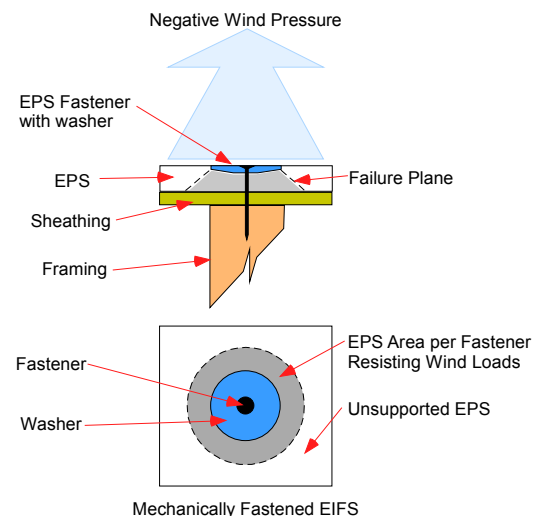 Negative Wind Pressure
EPS Fastener
with washer
EPS
Failure Plane
Sheathing
Framing
EPS Area per Fastener
Resisting Wind Loads
Fastener
Unsupported EPS
Washer
Mechanically Fastened EIFS